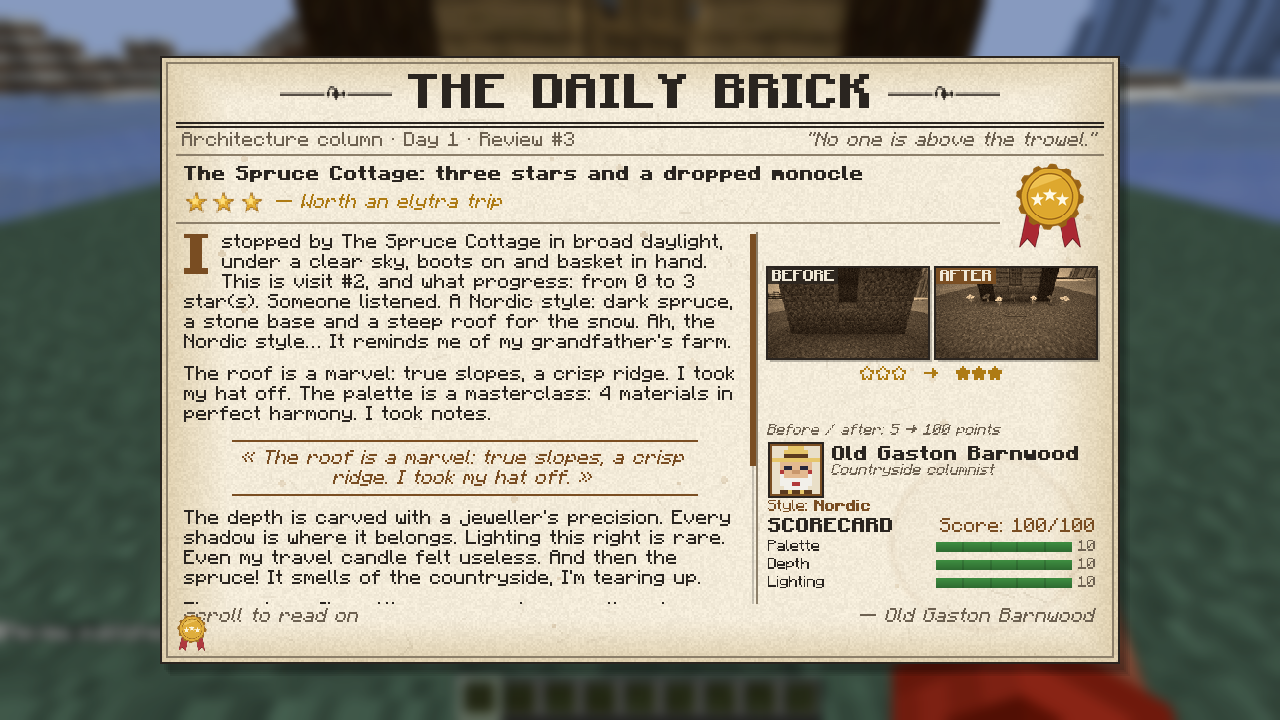 THE DAILY BRICK
Architecture column · Day 1 · Review #3
"No one is above the trowel."
The Spruce Cottage: three stars and a dropped monocle
— Worth an elytra trip
I stopped by The Spruce Cottage in broad daylight,
under a clear sky, boots on and basket in hand.
This is visit #2, and what progress: from 0 to 3
star(s). Someone listened. A Nordic style: dark spruce,
a stone base and a steep roof for the snow. Ah, the
Nordic style... It reminds me of my grandfather's farm.
The roof is a marvel: true slopes, a crisp ridge. I took
my hat off. The palette is a masterclass: 4 materials in
perfect harmony. I took notes.
« The roof is a marvel: true slopes, a crisp
ridge. I took my hat off. »
The depth is carved with a jeweller's precision. Every
shadow is where it belongs. Lighting this right is rare.
Even my travel candle felt useless. And then the
spruce! It smells of the countryside, I'm tearing up.
scroll to read on
BEFORE
AFTER
☆☆☆ → ★★★
Before / after: 5 → 100 points
Old Gaston Barnwood
Countryside columnist
Style: Nordic
SCORECARD Score: 100/100
Palette 10
Depth 10
Lighting 10
— Old Gaston Barnwood